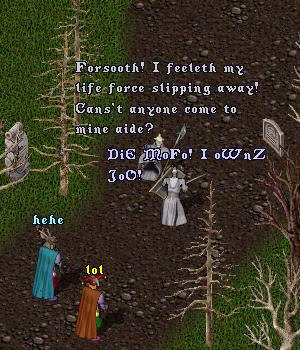 Forsooth! I feeleth my
life force slipping away!
Cans't anyone come to
mine aide?
DiE MoFo! I oWnZ
JoO!
hehe
lol